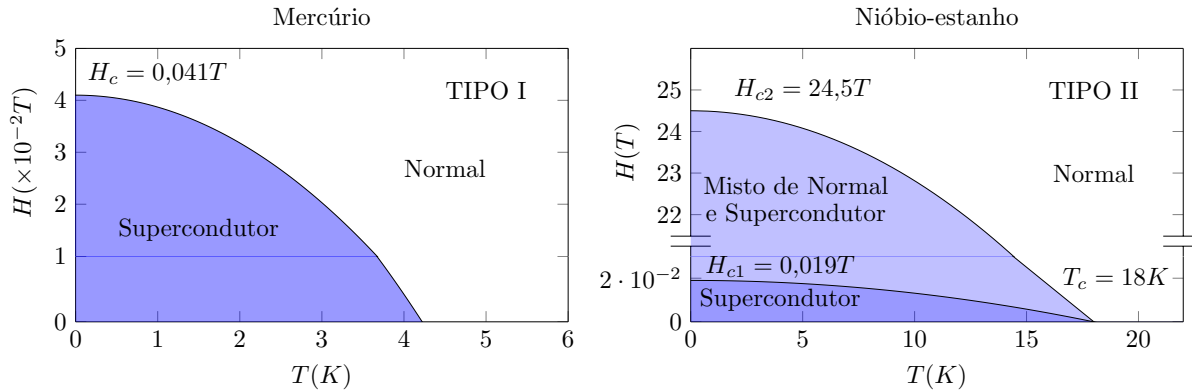 Mercúrio
H(×10⁻²T)
5
4
3
2
1
0
H_c = 0,041T
TIPO I
Normal
Supercondutor
0 1 2 3 4 5 6
T(K)
Nióbio-estanho
H(T)
25
24
23
22
2 · 10⁻²
0
H_{c2} = 24,5T
TIPO II
Normal
Misto de Normal
e Supercondutor
H_{c1} = 0,019T
T_c = 18K
Supercondutor
0 5 10 15 20
T(K)